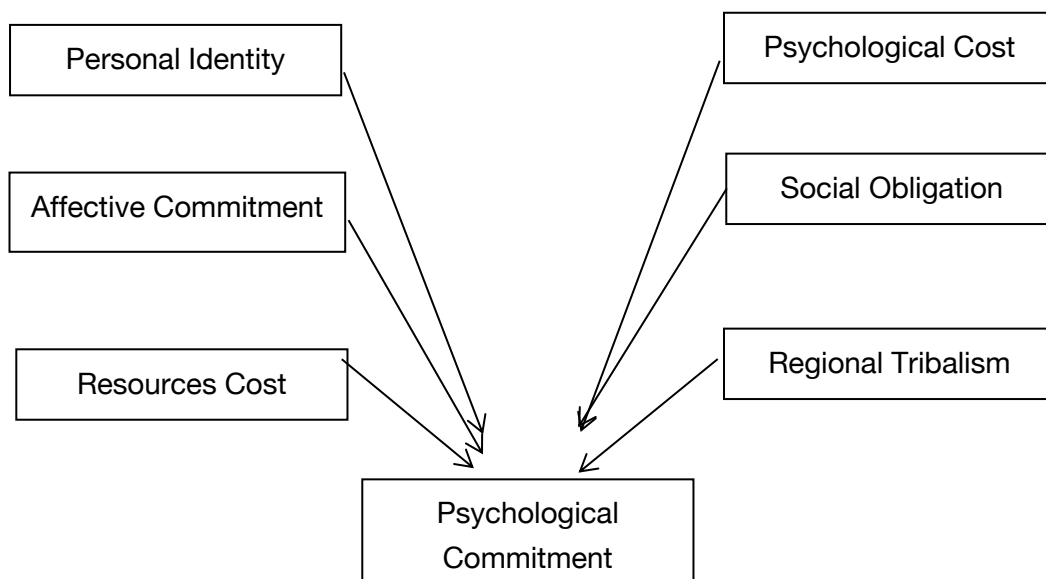 Personal Identity
Psychological Cost
Affective Commitment
Social Obligation
Resources Cost
Regional Tribalism
Psychological
Commitment